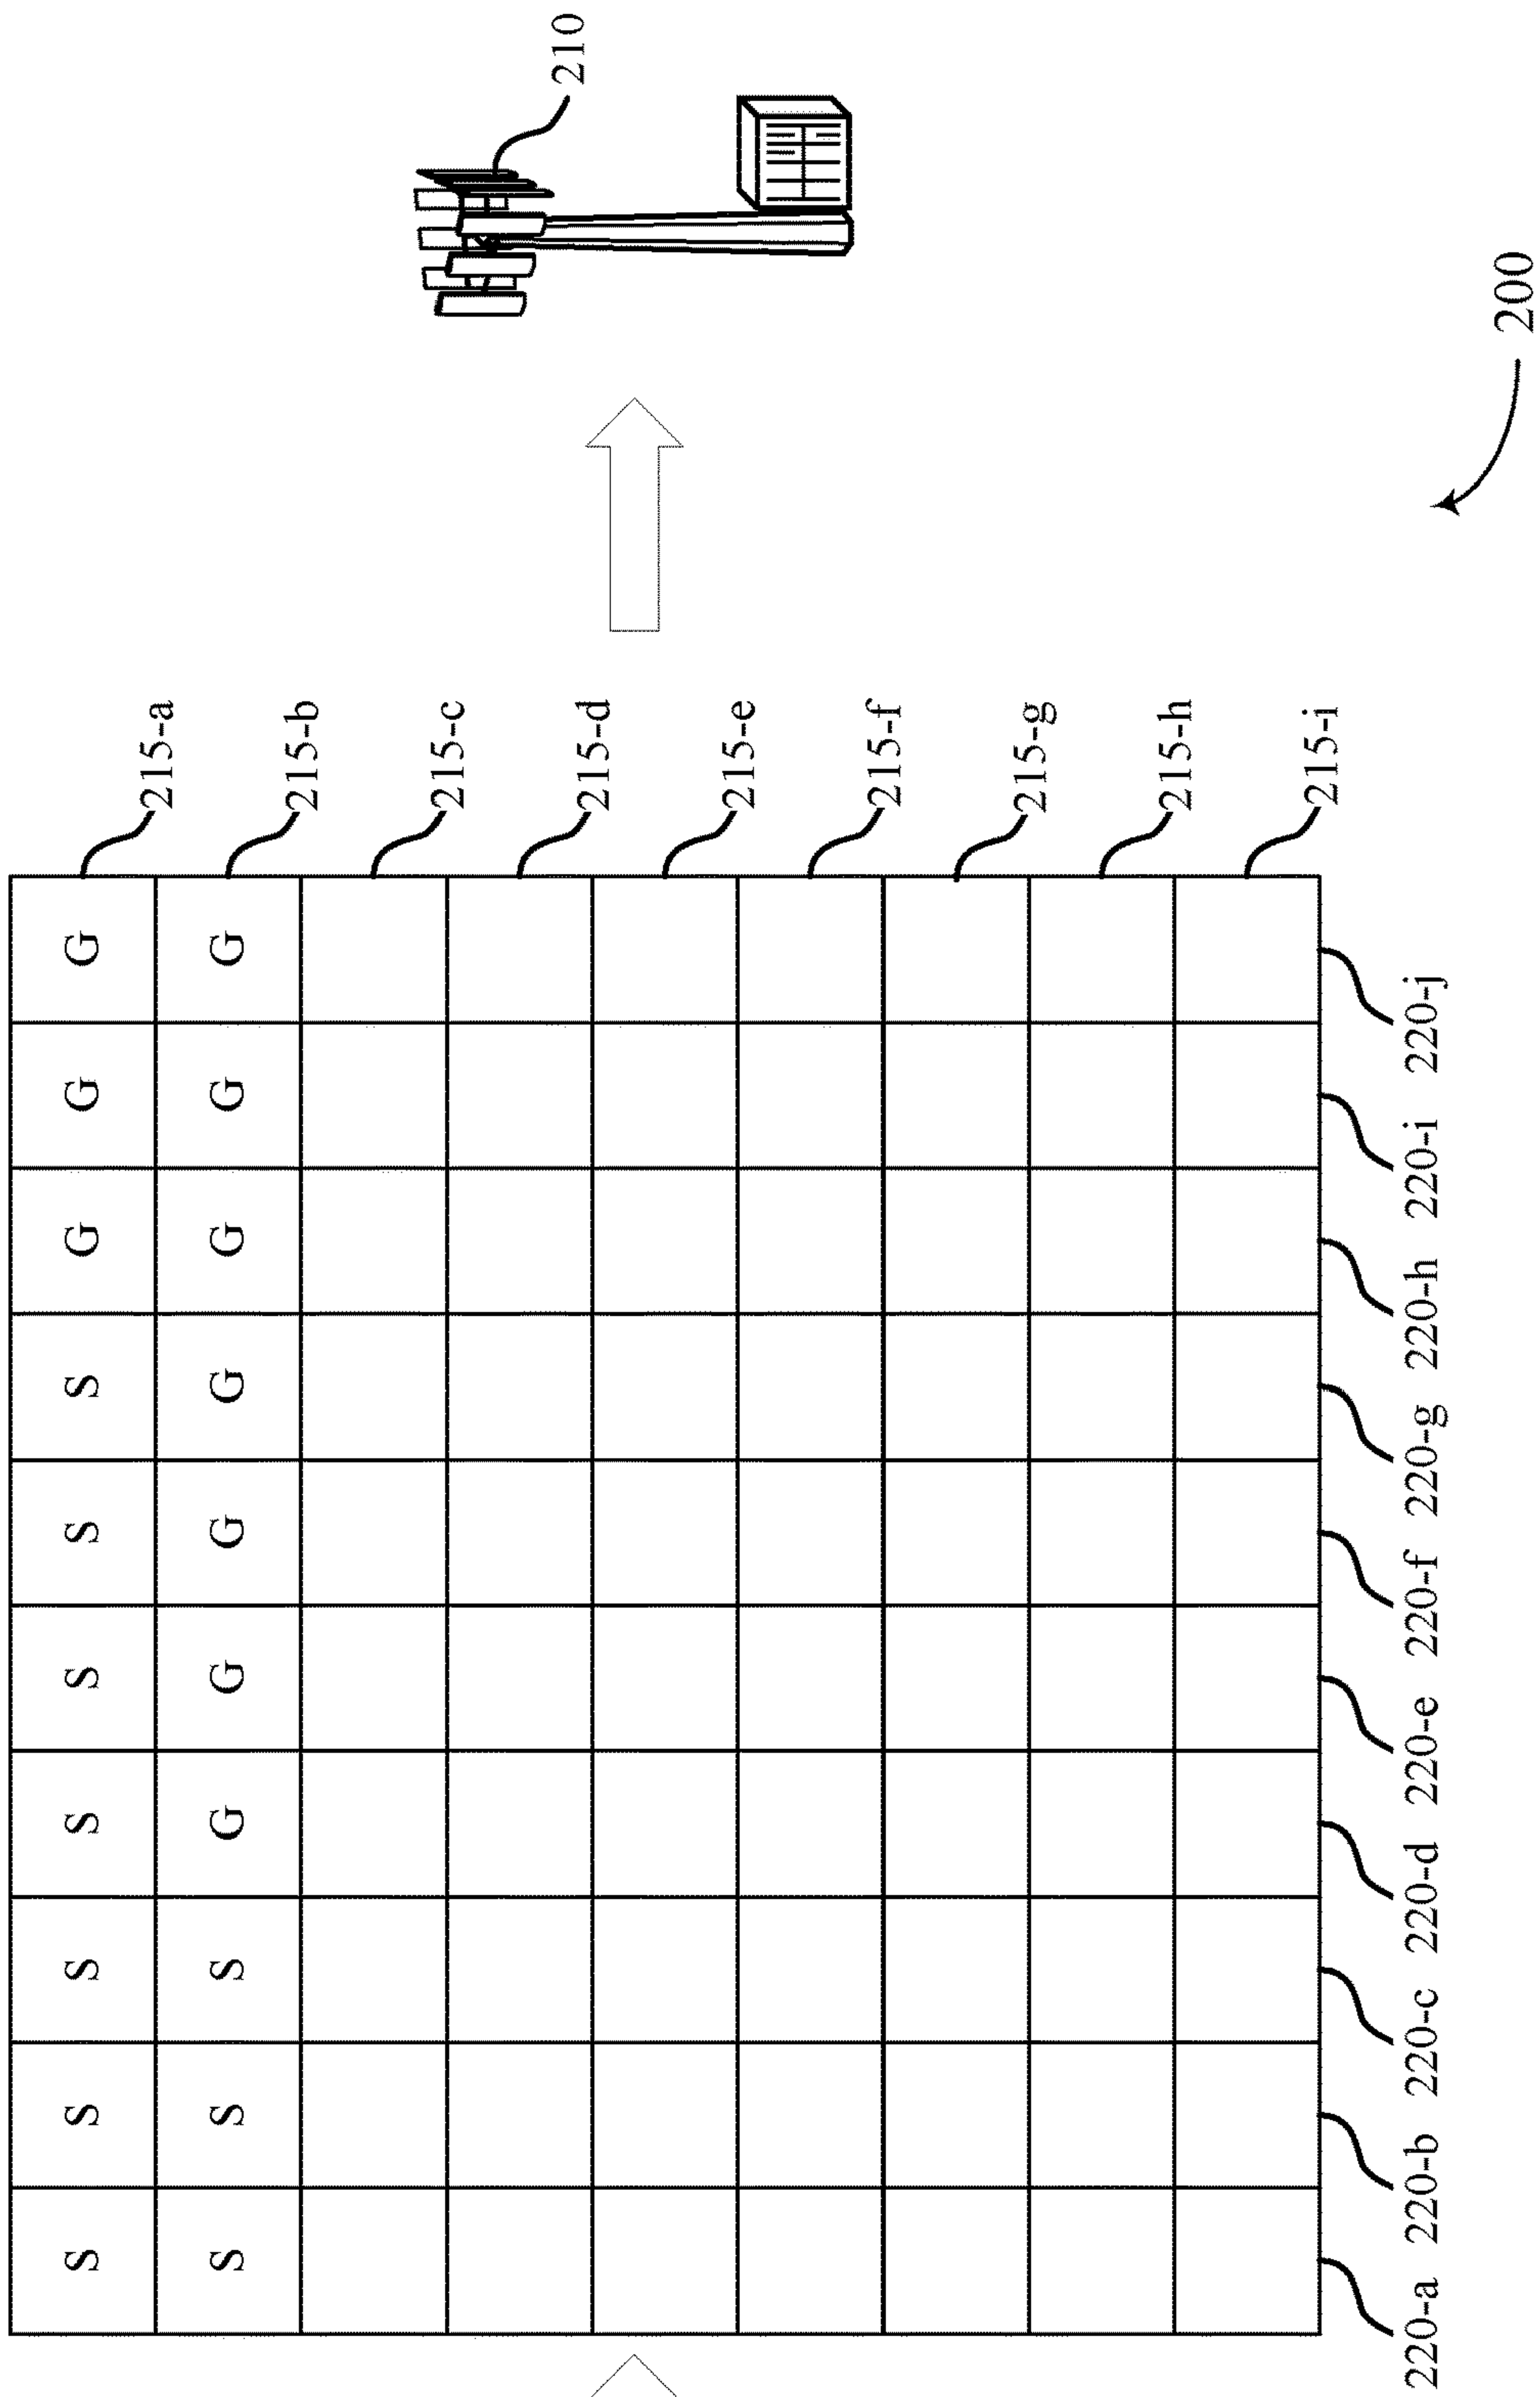 S S S S S S S G G G
215-a
S S S G G G G G G G
215-b
215-c
215-d
210
215-e
215-f
215-g
215-h
215-i
220-a 220-b 220-c 220-d 220-e 220-f 220-g 220-h 220-i 220-j
200